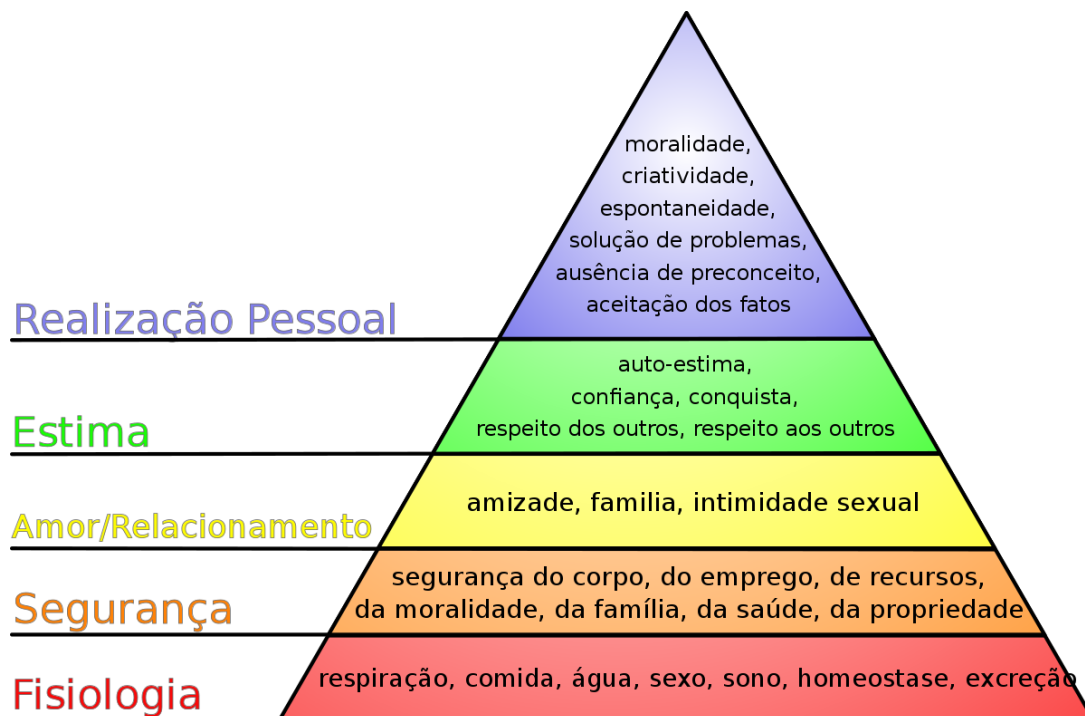 moralidade,
criatividade,
espontaneidade,
solução de problemas,
ausência de preconceito,
aceitação dos fatos
Realização Pessoal
auto-estima,
confiança, conquista,
respeito dos outros, respeito aos outros
Estima
amizade, familia, intimidade sexual
Amor/Relacionamento
segurança do corpo, do emprego, de recursos,
da moralidade, da família, da saúde, da propriedade
Segurança
respiração, comida, água, sexo, sono, homeostase, excreção
Fisiologia